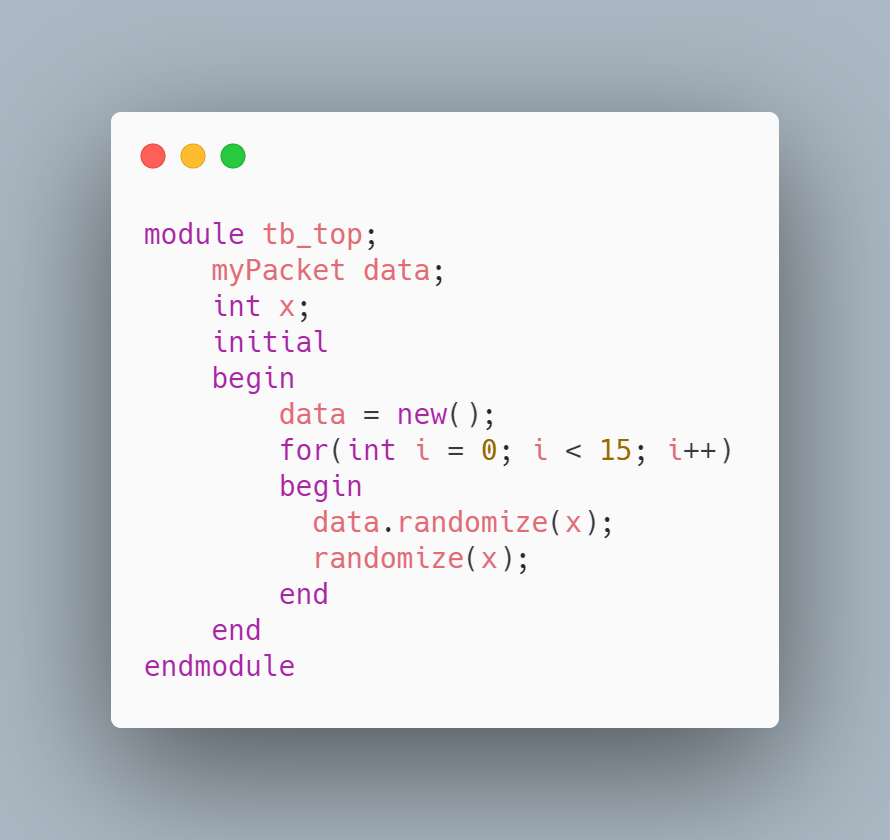 module tb_top;
    myPacket data;
    int x;
    initial
    begin
        data = new();
        for(int i = 0; i < 15; i++)
        begin
          data.randomize(x);
          randomize(x);
        end
    end
endmodule